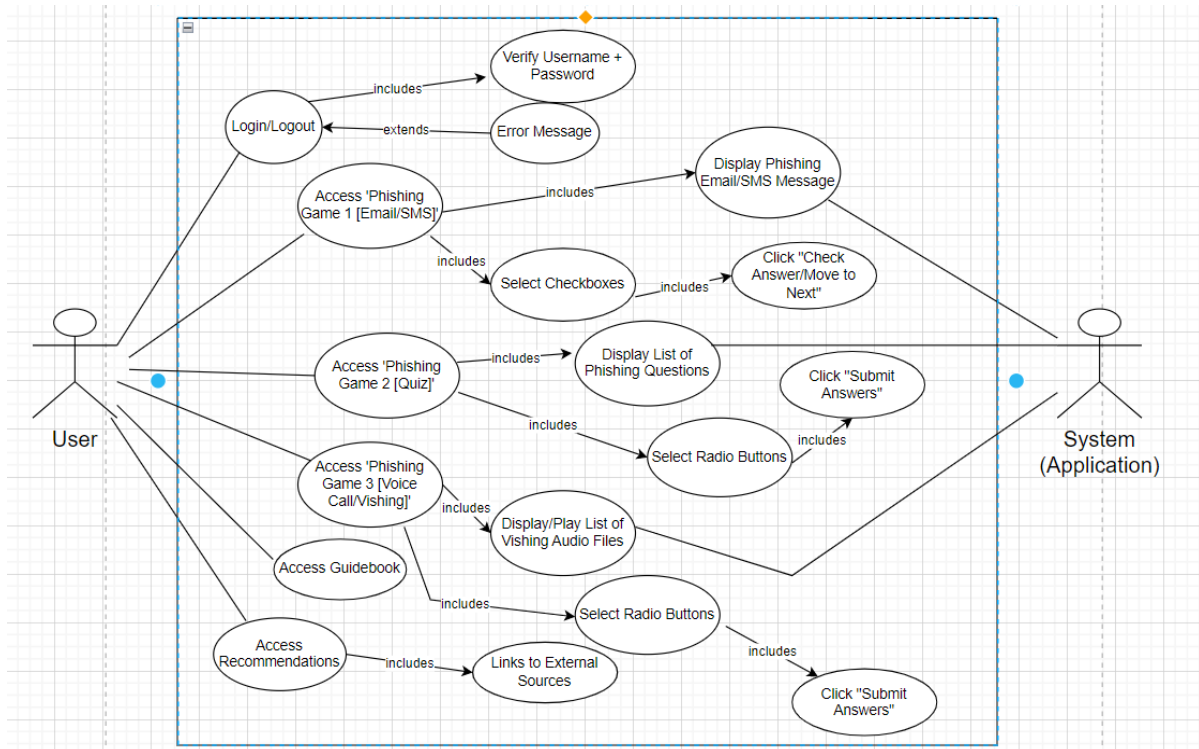 Verify Username +
Password
includes
Login/Logout
extends
Error Message
Display Phishing
Email/SMS Message
Access 'Phishing
Game 1 [Email/SMS]'
includes
includes
Select Checkboxes
includes
Click "Check
Answer/Move to
Next"
Access 'Phishing
Game 2 [Quiz]'
includes
Display List of
Phishing Questions
Click "Submit
Answers"
includes
Select Radio Buttons
includes
User
System
(Application)
Access 'Phishing
Game 3 [Voice
Call/Vishing]'
includes
Display/Play List of
Vishing Audio Files
Access Guidebook
includes
Select Radio Buttons
Access
Recommendations
includes
Links to External
Sources
includes
Click "Submit
Answers"